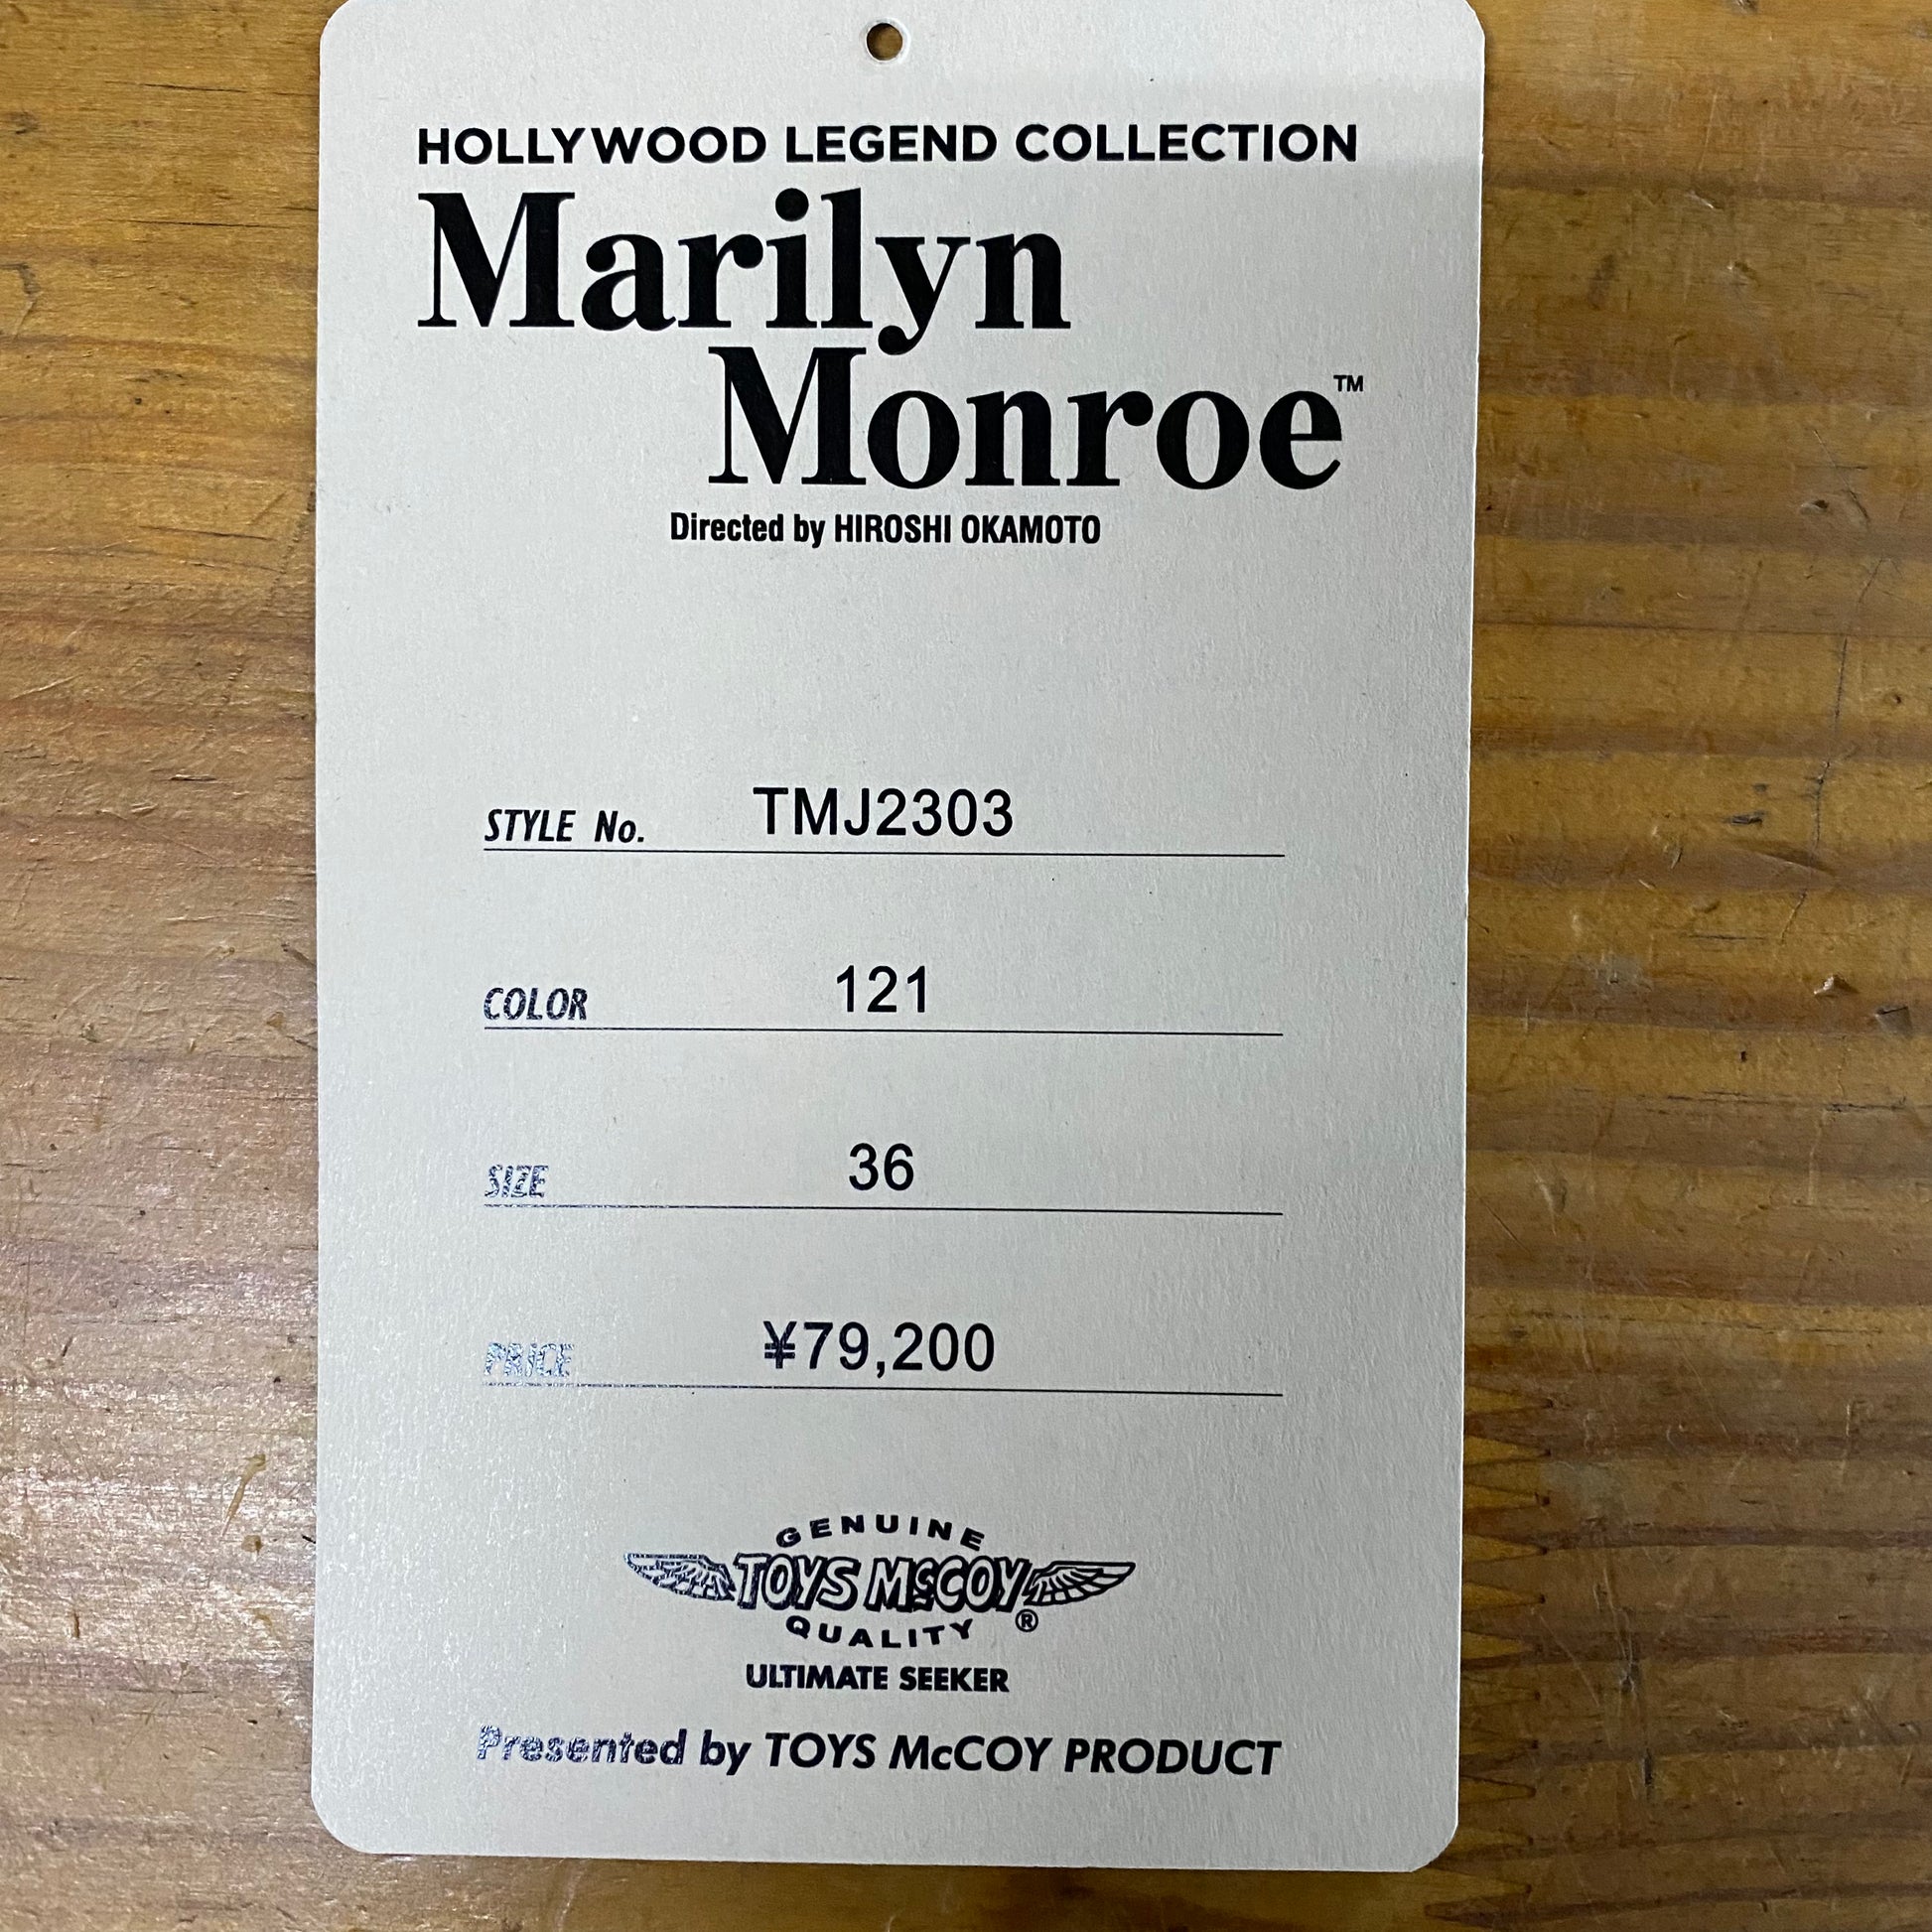 HOLLYWOOD LEGEND COLLECTION
Marilyn
Monroe™
Directed by HIROSHI OKAMOTO
STYLE No. TMJ2303
COLOR 121
SIZE 36
PRICE ¥79,200
GENUINE
TOYS McCOY
QUALITY ®
ULTIMATE SEEKER
Presented by TOYS McCOY PRODUCT